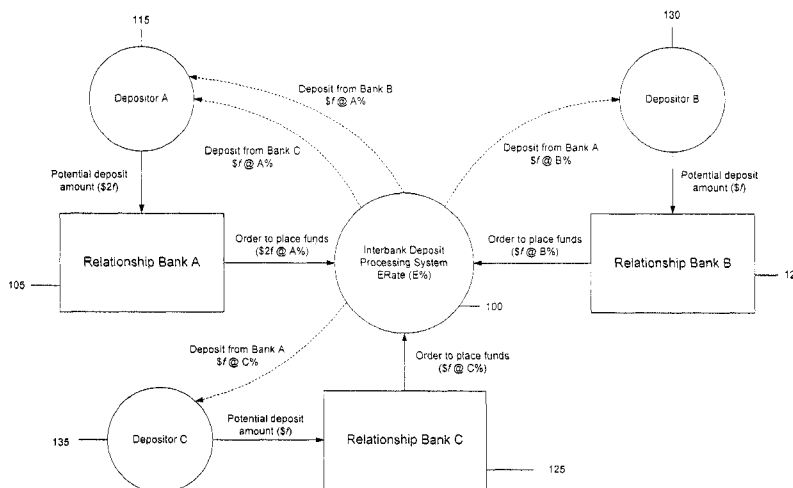 115
130
Depositor A
Deposit from Bank B
$f @ A%
Depositor B
Deposit from Bank C
$f @ A%
Deposit from Bank A
$f @ B%
Potential deposit
amount ($2f)
Potential deposit
amount ($f)
Relationship Bank A
Order to place funds
($2f @ A%)
Interbank Deposit
Processing System
ERate (E%)
Order to place funds
($f @ B%)
Relationship Bank B
105
100
Deposit from Bank A
$f @ C%
Order to place funds
($f @ C%)
135
Depositor C
Potential deposit
amount ($f)
Relationship Bank C
125